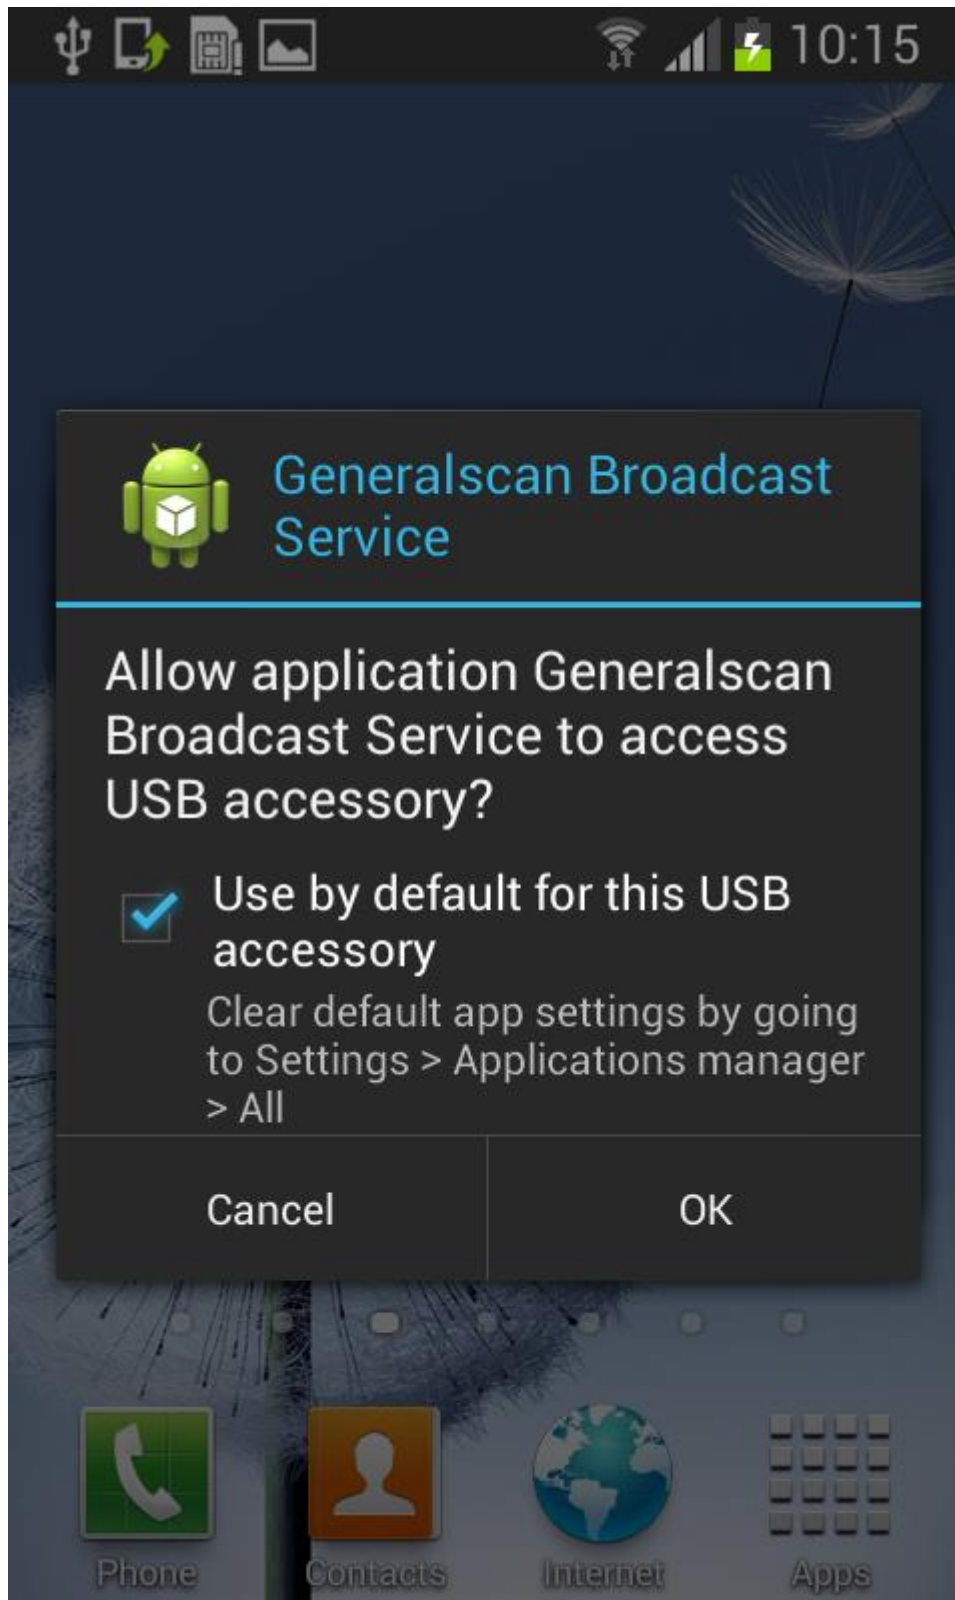 10:15
Generalscan Broadcast
Service
Allow application Generalscan
Broadcast Service to access
USB accessory?
Use by default for this USB
accessory
Clear default app settings by going
to Settings > Applications manager
> All
Cancel OK
Phone Contacts Internet Apps